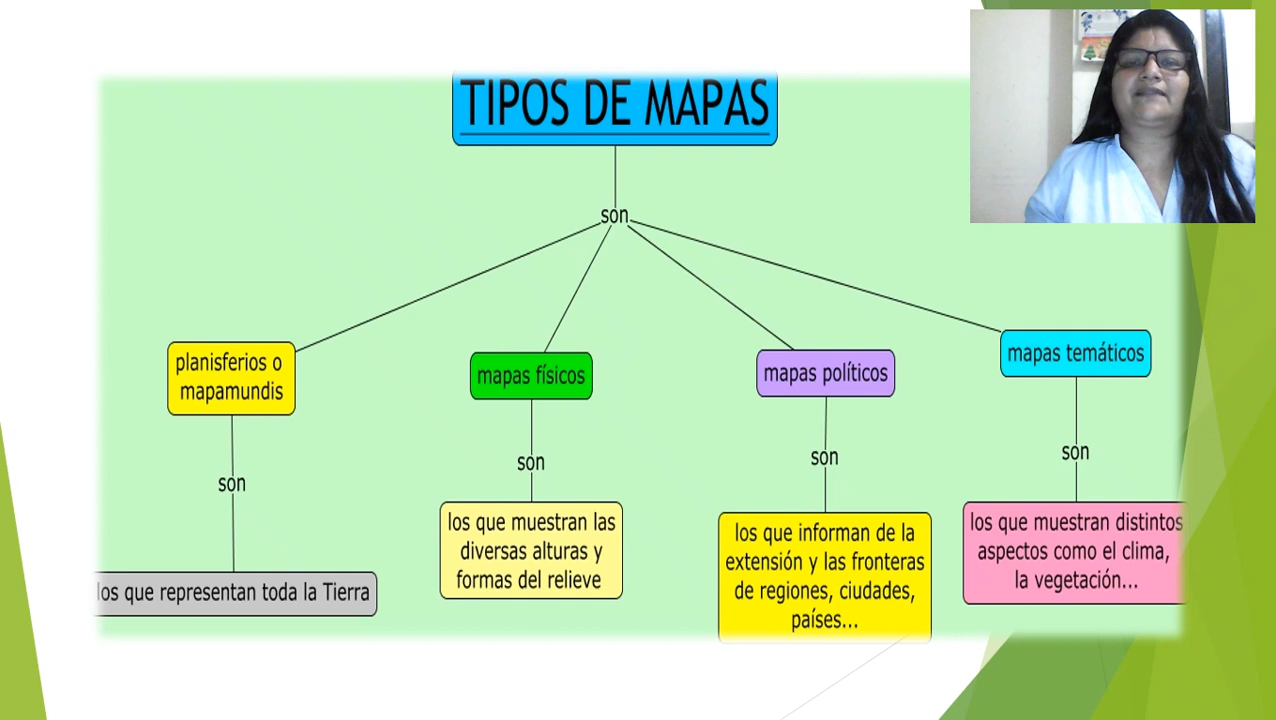 TIPOS DE MAPAS
son
planisferios o
mapamundis
son
los que representan toda la Tierra
mapas físicos
son
los que muestran las
diversas alturas y
formas del relieve
mapas políticos
son
los que informan de la
extensión y las fronteras
de regiones, ciudades,
países...
mapas temáticos
son
los que muestran distintos
aspectos como el clima,
la vegetación...